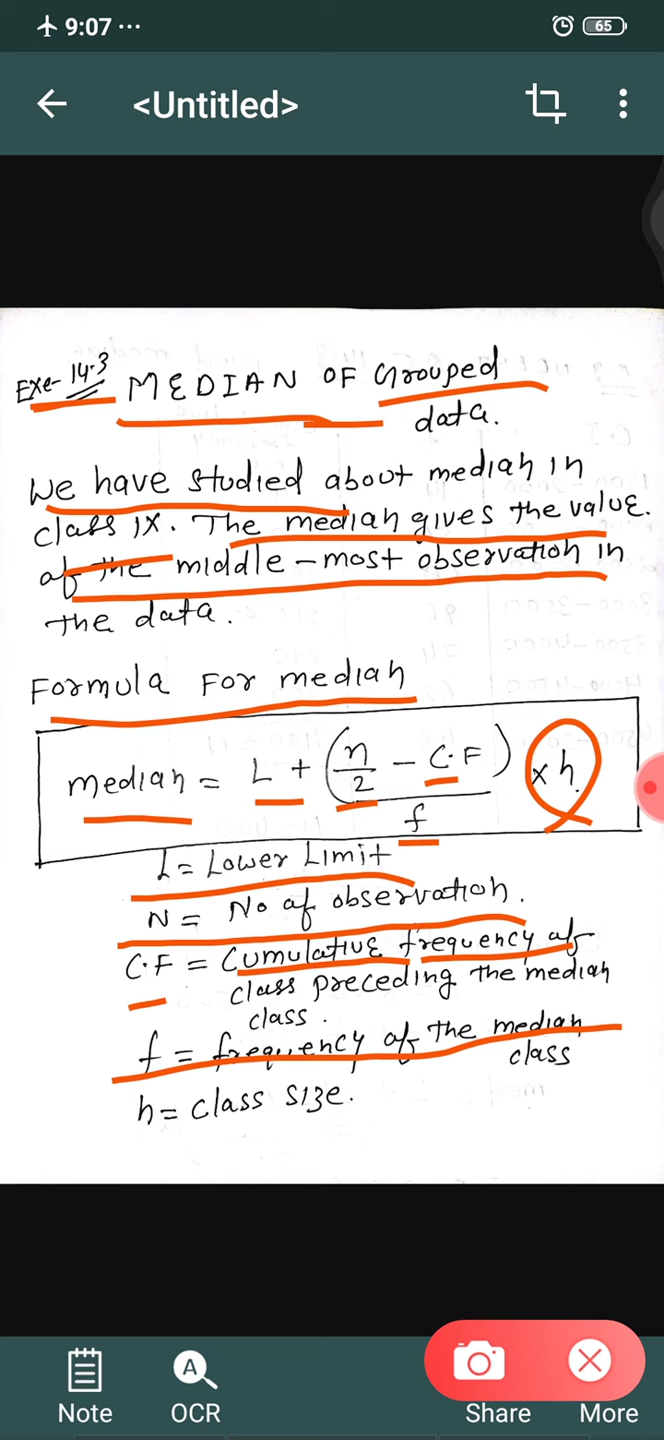 9:07 ...
65
<Untitled>
Exe- 14.3 MEDIAN OF Grouped
data.
We have studied about median in
class IX. The median gives the value.
of the middle-most observation in
the data.
Formula For median
median = L + (n/2 - C.F)/f × h
L = Lower Limit
N = No of observation.
C.F = Cumulative frequency of
class preceding the median
class.
f = frequency of the median
class
h = class size.
Note
A
OCR
Share
More